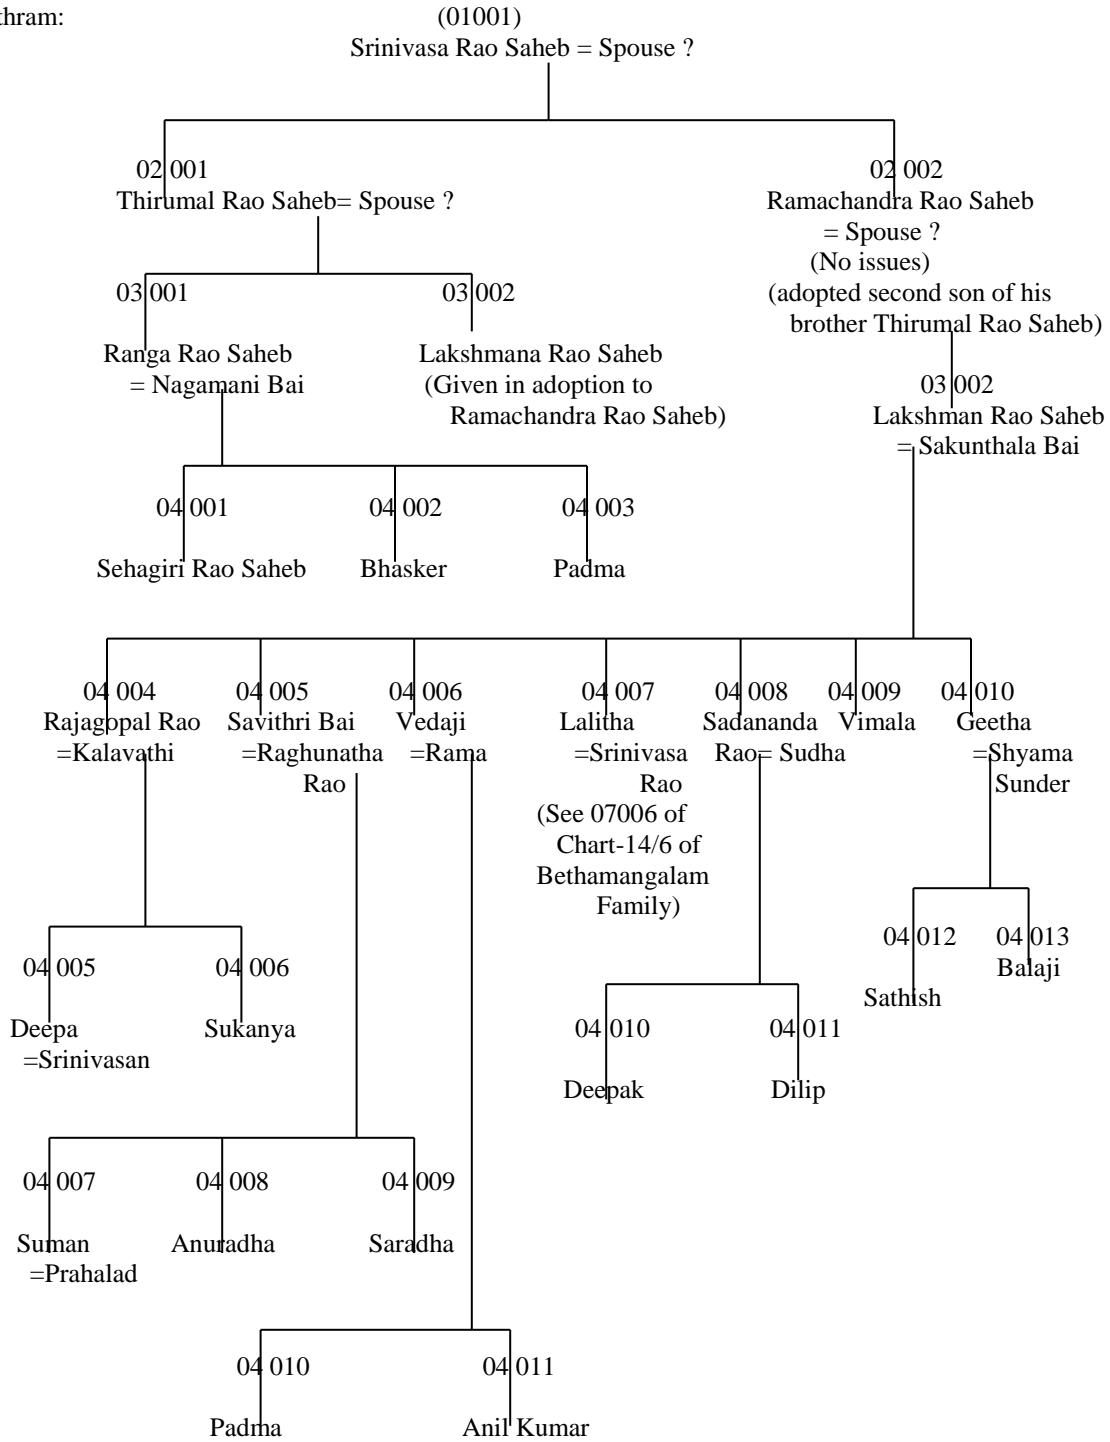 thram: (01001)
Srinivasa Rao Saheb = Spouse ?
02 001 02 002
Thirumal Rao Saheb= Spouse ? Ramachandra Rao Saheb
= Spouse ?
(No issues)
03 001 03 002 (adopted second son of his
brother Thirumal Rao Saheb)
Ranga Rao Saheb Lakshmana Rao Saheb
= Nagamani Bai (Given in adoption to 03 002
Ramachandra Rao Saheb) Lakshman Rao Saheb
= Sakunthala Bai
04 001 04 002 04 003
Sehagiri Rao Saheb Bhasker Padma
04 004 04 005 04 006 04 007 04 008 04 009 04 010
Rajagopal Rao Savithri Bai Vedaji Lalitha Sadananda Vimala Geetha
=Kalavathi =Raghunatha =Rama =Srinivasa Rao= Sudha =Shyama
Rao Rao Sunder
(See 07006 of
Chart-14/6 of
Bethamangalam
Family)
04 012 04 013
04 005 04 006 Balaji
Sathish
Deepa Sukanya 04 010 04 011
=Srinivasan
Deepak Dilip
04 007 04 008 04 009
Suman Anuradha Saradha
=Prahalad
04 010 04 011
Padma Anil Kumar